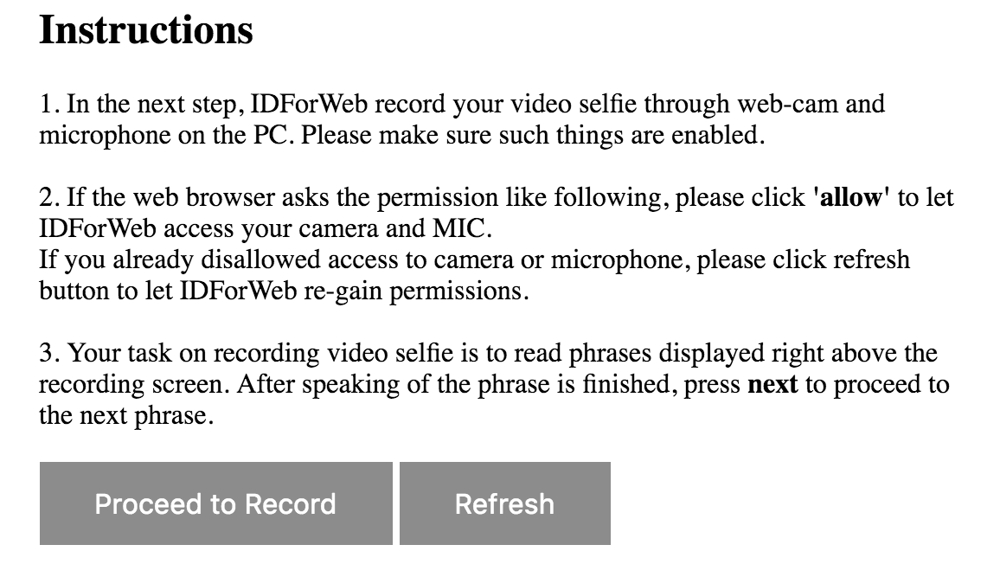 Instructions
1. In the next step, IDForWeb record your video selfie through web-cam and
microphone on the PC. Please make sure such things are enabled.
2. If the web browser asks the permission like following, please click 'allow' to let
IDForWeb access your camera and MIC.
If you already disallowed access to camera or microphone, please click refresh
button to let IDForWeb re-gain permissions.
3. Your task on recording video selfie is to read phrases displayed right above the
recording screen. After speaking of the phrase is finished, press next to proceed to
the next phrase.
Proceed to Record
Refresh